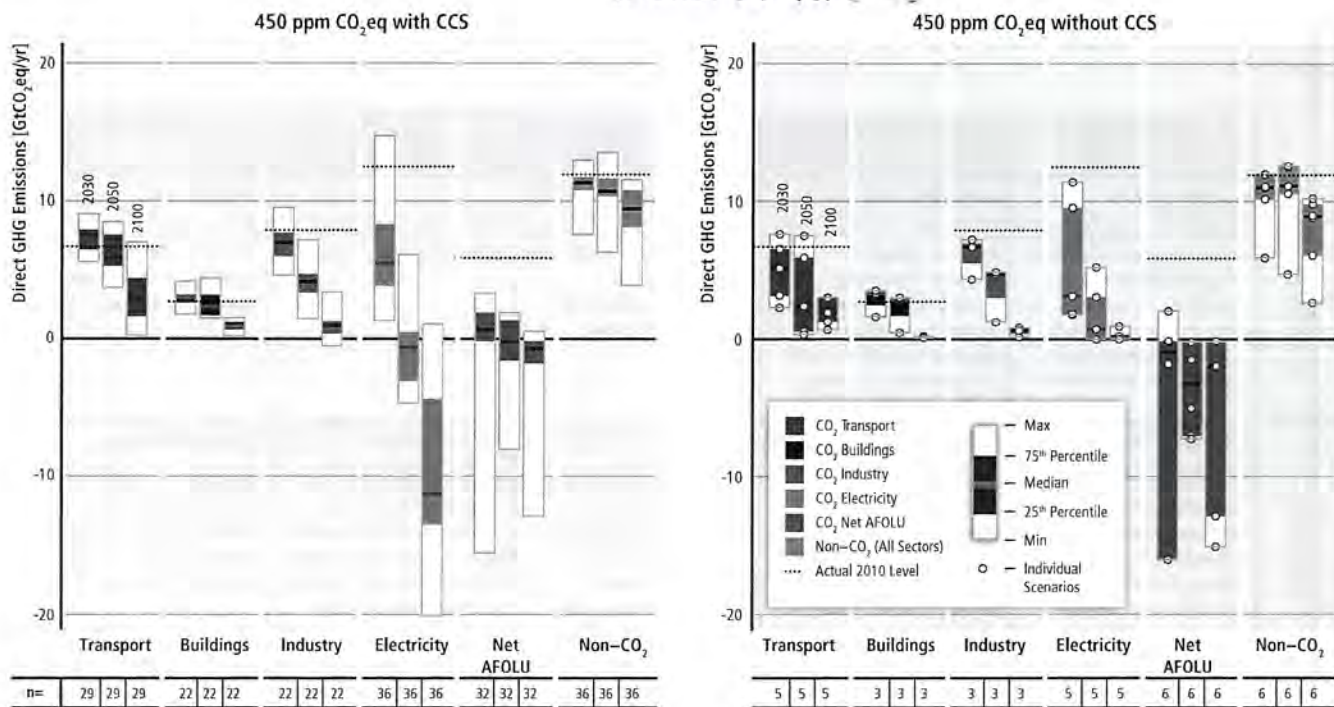 450 ppm CO₂eq with CCS
Direct GHG Emissions [GtCO₂eq/yr]
20
10
0
-10
-20
2030
2050
2100
Transport
Buildings
Industry
Electricity
Net
AFOLU
Non–CO₂
n=
29 29 29 22 22 22 22 22 22 36 36 36 32 32 32 36 36 36
450 ppm CO₂eq without CCS
Direct GHG Emissions [GtCO₂eq/yr]
20
10
0
-10
-20
2030
2050
2100
CO₂ Transport
CO₂ Buildings
CO₂ Industry
CO₂ Electricity
CO₂ Net AFOLU
Non–CO₂ (All Sectors)
Actual 2010 Level
Max
75th Percentile
Median
25th Percentile
Min
Individual
Scenarios
Transport
Buildings
Industry
Electricity
Net
AFOLU
Non–CO₂
5 5 5 3 3 3 3 3 3 5 5 5 6 6 6 6 6 6